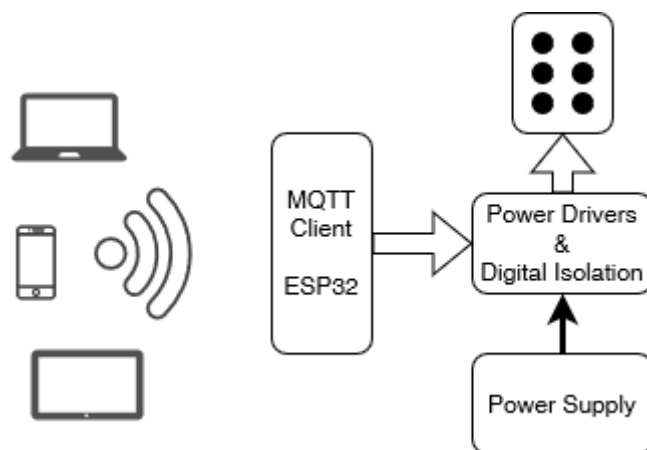 MQTT
Client
ESP32
Power Drivers
&
Digital Isolation
Power Supply